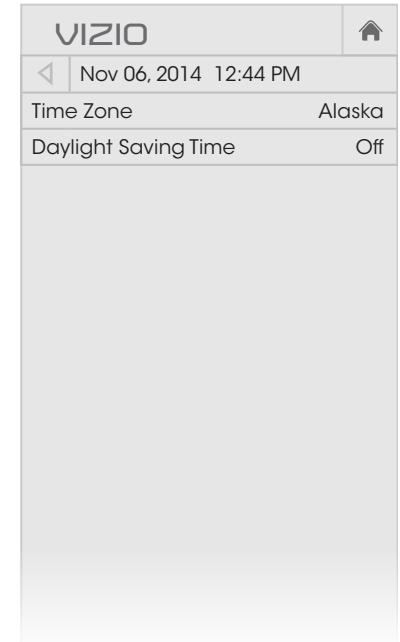 VIZIO
Nov 06, 2014 12:44 PM
Time Zone Alaska
Daylight Saving Time Off